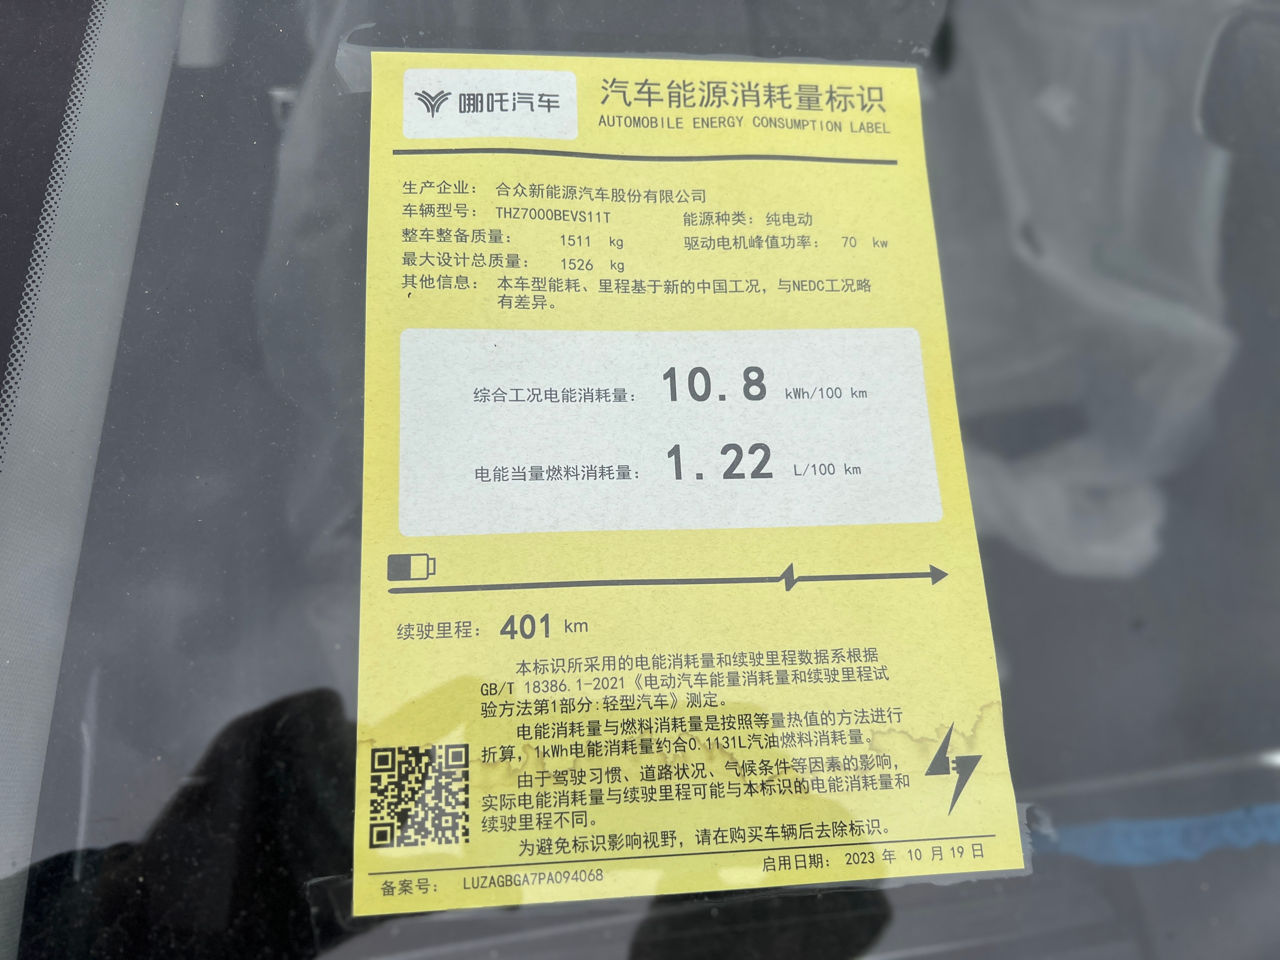 哪吒汽车
汽车能源消耗量标识
AUTOMOBILE ENERGY CONSUMPTION LABEL
生产企业： 合众新能源汽车股份有限公司
车辆型号： THZ7000BEVS11T 能源种类： 纯电动
整车整备质量： 1511 kg 驱动电机峰值功率： 70 kw
最大设计总质量： 1526 kg
其他信息： 本车型能耗、里程基于新的中国工况，与NEDC工况略
有差异。
综合工况电能消耗量： 10.8 kWh/100 km
电能当量燃料消耗量： 1.22 L/100 km
续驶里程： 401 km
本标识所采用的电能消耗量和续驶里程数据系根据
GB/T 18386.1-2021《电动汽车能量消耗量和续驶里程试
验方法第1部分:轻型汽车》测定。
电能消耗量与燃料消耗量是按照等量热值的方法进行
折算，1kWh电能消耗量约合0.1131L汽油燃料消耗量。
由于驾驶习惯、道路状况、气候条件等因素的影响，
实际电能消耗量与续驶里程可能与本标识的电能消耗量和
续驶里程不同。
为避免标识影响视野，请在购买车辆后去除标识。
启用日期： 2023 年 10 月 19 日
备案号： LUZAGBGA7PA094068